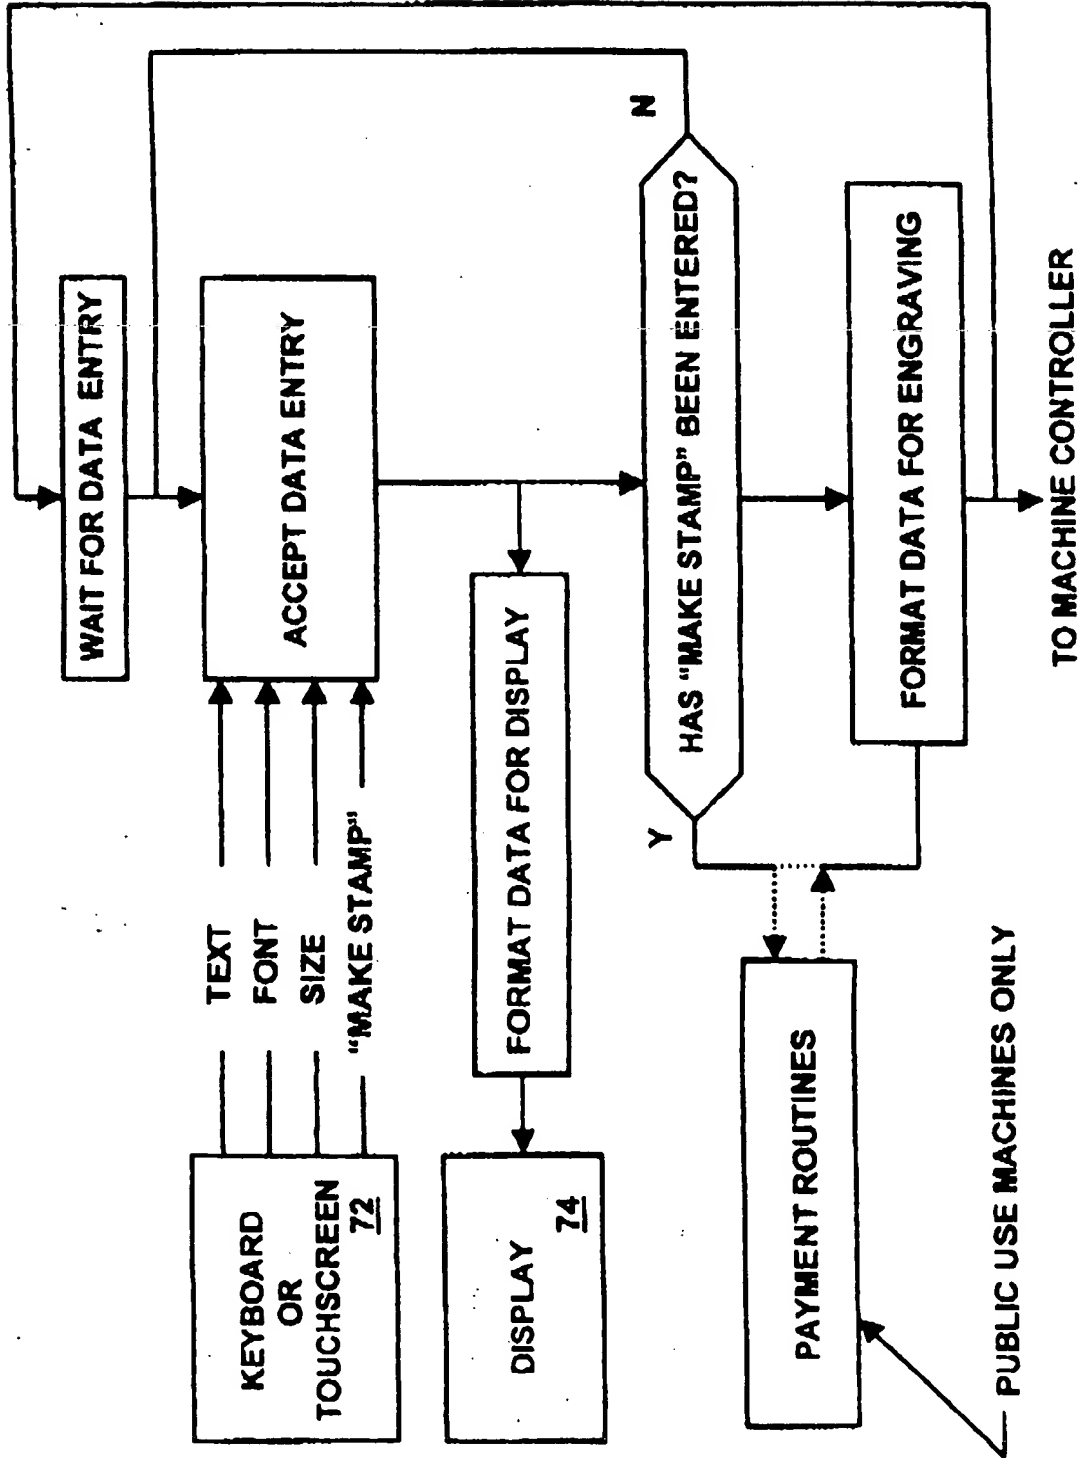 WAIT FOR DATA ENTRY
KEYBOARD
OR
TOUCHSCREEN
72
TEXT
FONT
SIZE
“MAKE STAMP”
ACCEPT DATA ENTRY
DISPLAY
74
FORMAT DATA FOR DISPLAY
HAS “MAKE STAMP” BEEN ENTERED?
Y
N
PAYMENT ROUTINES
FORMAT DATA FOR ENGRAVING
PUBLIC USE MACHINES ONLY
TO MACHINE CONTROLLER